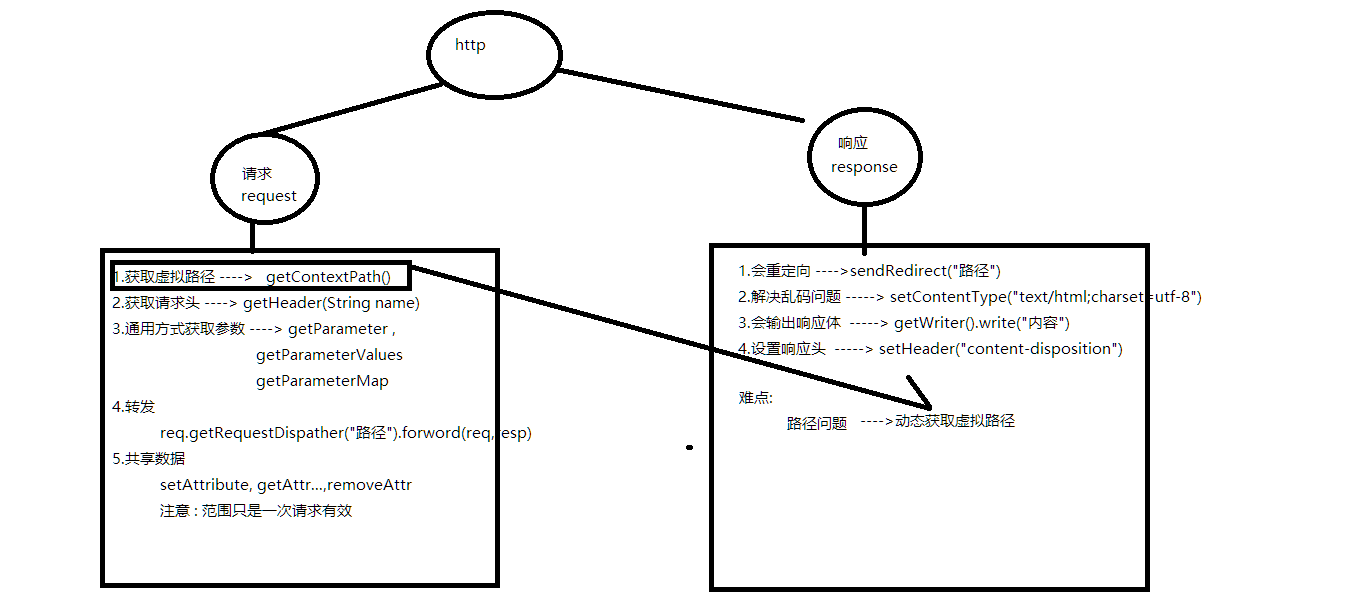 http
请求
request
1.获取虚拟路径 ----> getContextPath()
2.获取请求头 ----> getHeader(String name)
3.通用方式获取参数 ----> getParameter ,
getParameterValues
getParameterMap
4.转发
req.getRequestDispather("路径").forword(req,resp)
5.共享数据
setAttribute, getAttr...,removeAttr
注意 : 范围只是一次请求有效
响应
response
1.会重定向 ---->sendRedirect("路径")
2.解决乱码问题 -----> setContentType("text/html;charset=utf-8")
3.会输出响应体 -----> getWriter().write("内容")
4.设置响应头 -----> setHeader("content-disposition")
难点:
路径问题 ---->动态获取虚拟路径